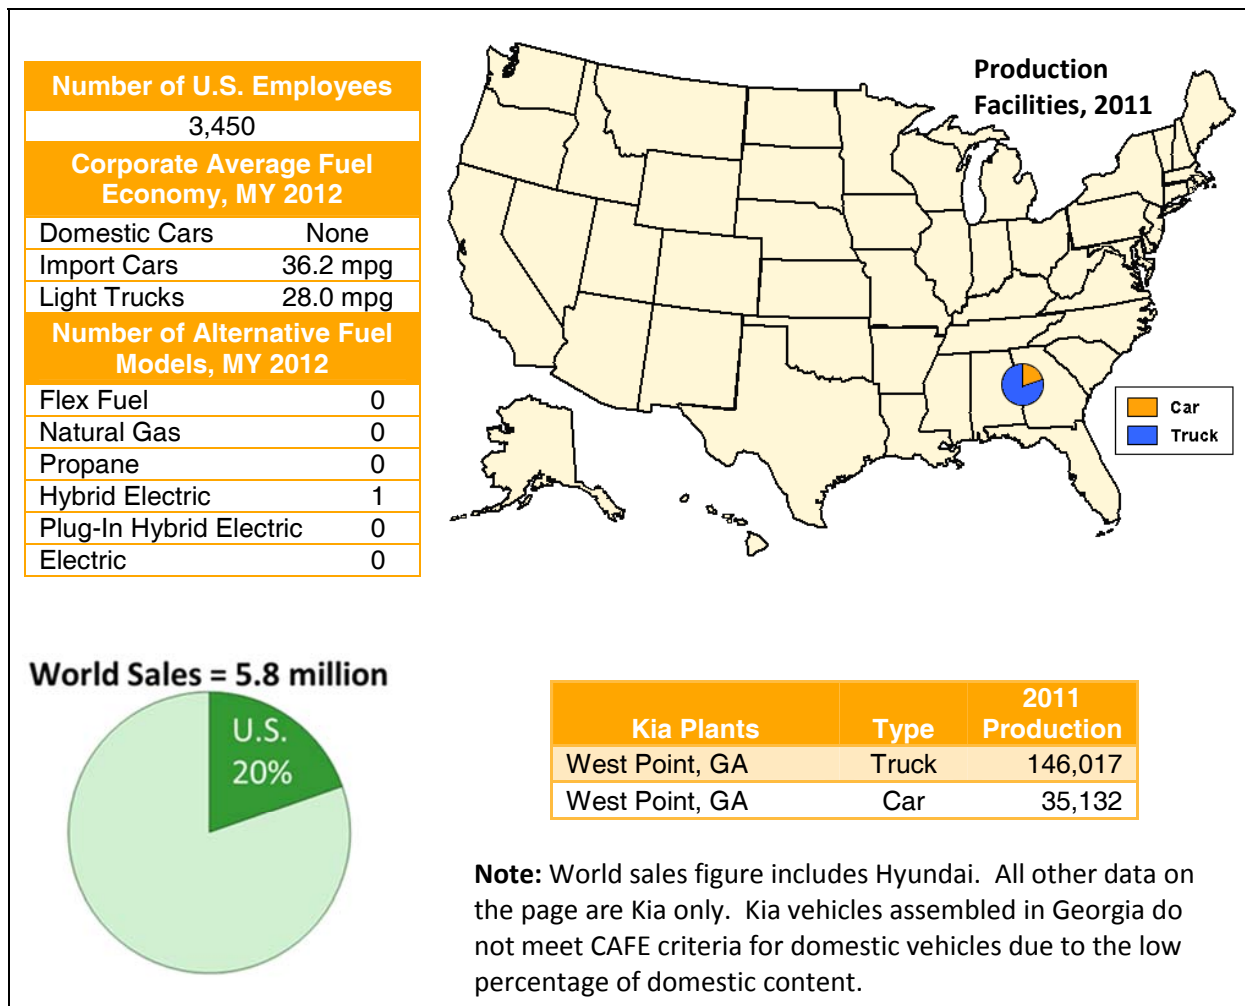 Number of U.S. Employees
3,450
Corporate Average Fuel
Economy, MY 2012
Domestic Cars None
Import Cars 36.2 mpg
Light Trucks 28.0 mpg
Number of Alternative Fuel
Models, MY 2012
Flex Fuel 0
Natural Gas 0
Propane 0
Hybrid Electric 1
Plug-In Hybrid Electric 0
Electric 0
Production
Facilities, 2011
Car
Truck
World Sales = 5.8 million
U.S.
20%
2011
Kia Plants Type Production
West Point, GA Truck 146,017
West Point, GA Car 35,132
Note: World sales figure includes Hyundai. All other data on
the page are Kia only. Kia vehicles assembled in Georgia do
not meet CAFE criteria for domestic vehicles due to the low
percentage of domestic content.